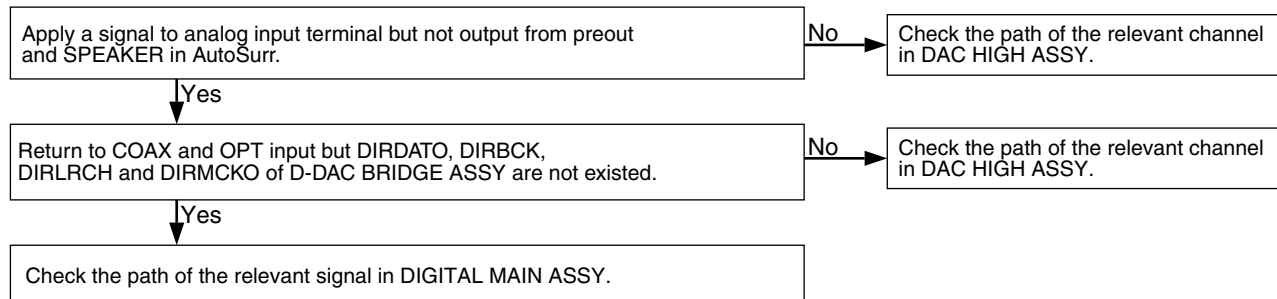 Apply a signal to analog input terminal but not output from preout
and SPEAKER in AutoSurr.
No
Check the path of the relevant channel
in DAC HIGH ASSY.
Yes
Return to COAX and OPT input but DIRDATO, DIRBCK,
DIRLRCH and DIRMCKO of D-DAC BRIDGE ASSY are not existed.
No
Check the path of the relevant channel
in DAC HIGH ASSY.
Yes
Check the path of the relevant signal in DIGITAL MAIN ASSY.